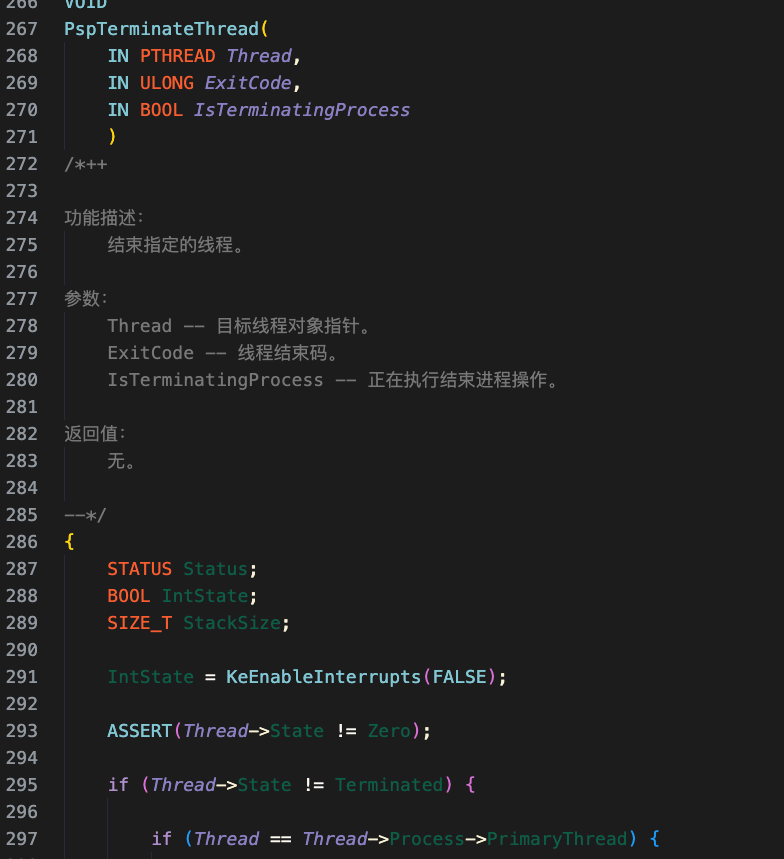 266 VOID
267 PspTerminateThread(
268     IN PTHREAD Thread,
269     IN ULONG ExitCode,
270     IN BOOL IsTerminatingProcess
271     )
272 /*++
273
274 功能描述：
275     结束指定的线程。
276
277 参数：
278     Thread -- 目标线程对象指针。
279     ExitCode -- 线程结束码。
280     IsTerminatingProcess -- 正在执行结束进程操作。
281
282 返回值：
283     无。
284
285 --*/
286 {
287     STATUS Status;
288     BOOL IntState;
289     SIZE_T StackSize;
290
291     IntState = KeEnableInterrupts(FALSE);
292
293     ASSERT(Thread->State != Zero);
294
295     if (Thread->State != Terminated) {
296
297         if (Thread == Thread->Process->PrimaryThread) {